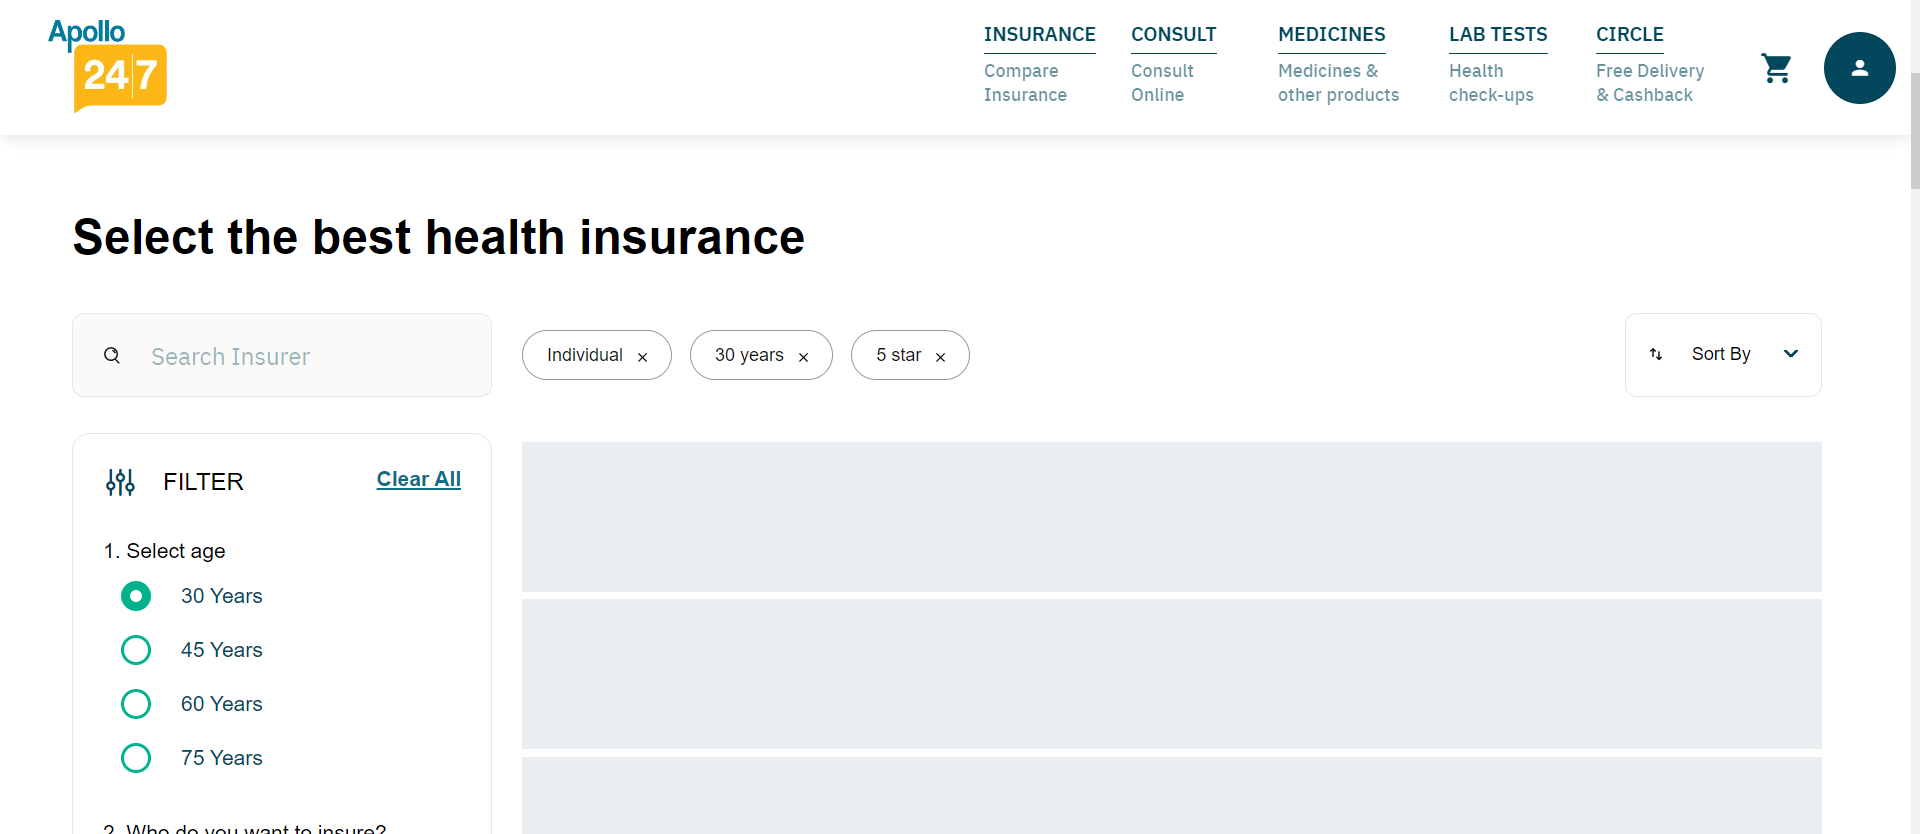 Apollo
24|7
INSURANCE
Compare
Insurance
CONSULT
Consult
Online
MEDICINES
Medicines &
other products
LAB TESTS
Health
check-ups
CIRCLE
Free Delivery
& Cashback
Select the best health insurance
Search Insurer
Individual ×
30 years ×
5 star ×
Sort By
FILTER
Clear All
1. Select age
30 Years
45 Years
60 Years
75 Years
2. Who do you want to insure?